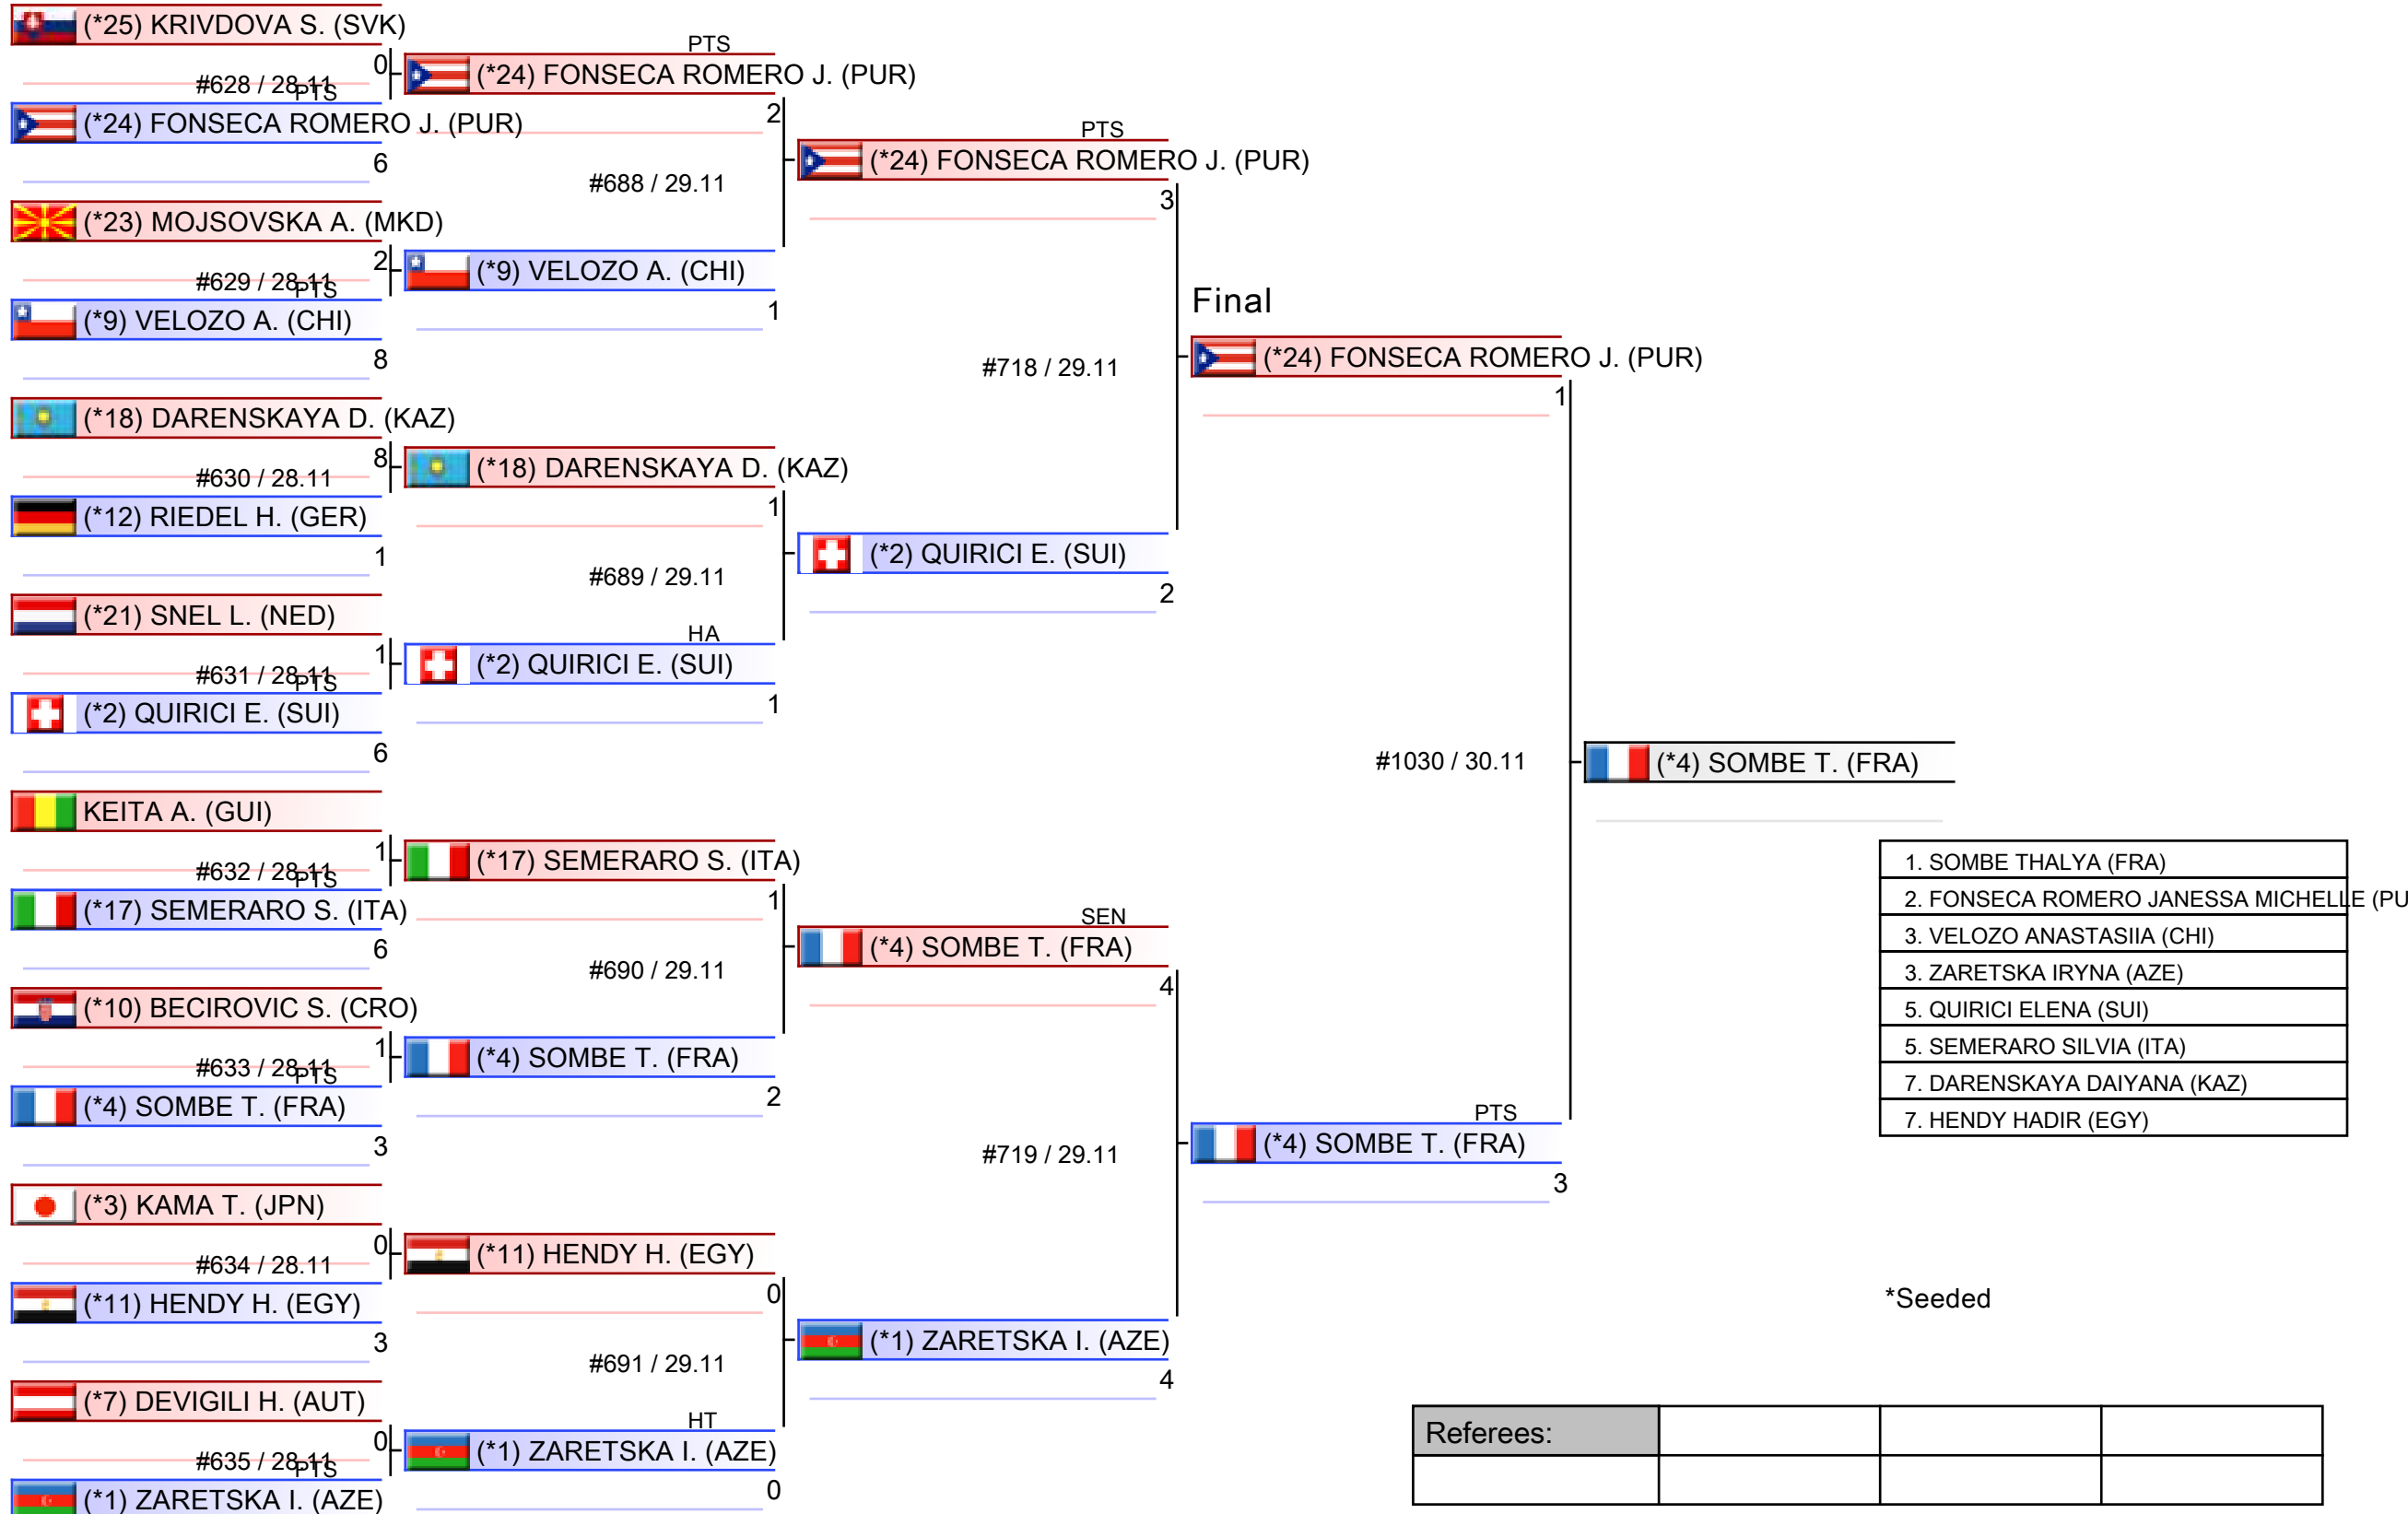 (*25) KRIVDOVA S. (SVK)
0
#628 / 28.11
PTS
(*24) FONSECA ROMERO J. (PUR)
6
(*23) MOJSOVSKA A. (MKD)
2
#629 / 28.11
PTS
(*9) VELOZO A. (CHI)
8
(*18) DARENSKAYA D. (KAZ)
8
#630 / 28.11
(*12) RIEDEL H. (GER)
1
(*21) SNEL L. (NED)
1
#631 / 28.11
PTS
(*2) QUIRICI E. (SUI)
6
KEITA A. (GUI)
1
#632 / 28.11
PTS
(*17) SEMERARO S. (ITA)
6
(*10) BECIROVIC S. (CRO)
1
#633 / 28.11
PTS
(*4) SOMBE T. (FRA)
3
(*3) KAMA T. (JPN)
0
#634 / 28.11
(*11) HENDY H. (EGY)
3
(*7) DEVIGILI H. (AUT)
0
#635 / 28.11
PTS
(*1) ZARETSKA I. (AZE)
PTS
(*24) FONSECA ROMERO J. (PUR)
2
#688 / 29.11
(*9) VELOZO A. (CHI)
1
(*18) DARENSKAYA D. (KAZ)
1
#689 / 29.11
HA
(*2) QUIRICI E. (SUI)
1
(*17) SEMERARO S. (ITA)
1
#690 / 29.11
(*4) SOMBE T. (FRA)
2
(*11) HENDY H. (EGY)
0
#691 / 29.11
HT
(*1) ZARETSKA I. (AZE)
0
PTS
(*24) FONSECA ROMERO J. (PUR)
3
#718 / 29.11
(*2) QUIRICI E. (SUI)
2
SEN
(*4) SOMBE T. (FRA)
4
#719 / 29.11
(*1) ZARETSKA I. (AZE)
4
Final
(*24) FONSECA ROMERO J. (PUR)
1
#1030 / 30.11
PTS
(*4) SOMBE T. (FRA)
3
(*4) SOMBE T. (FRA)
1. SOMBE THALYA (FRA)
2. FONSECA ROMERO JANESSA MICHELLE (PU
3. VELOZO ANASTASIIA (CHI)
3. ZARETSKA IRYNA (AZE)
5. QUIRICI ELENA (SUI)
5. SEMERARO SILVIA (ITA)
7. DARENSKAYA DAIYANA (KAZ)
7. HENDY HADIR (EGY)
*Seeded
Referees: